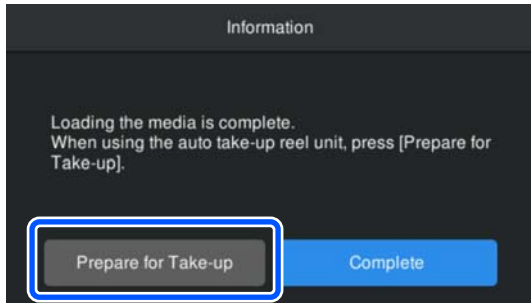 Information
Loading the media is complete.
When using the auto take-up reel unit, press [Prepare for
Take-up].
Prepare for Take-up
Complete